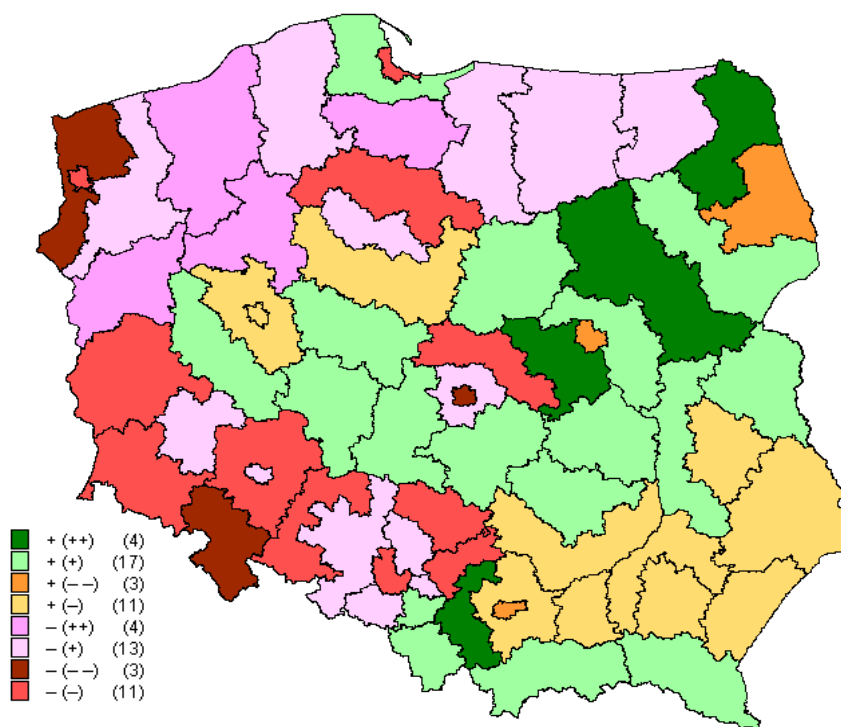 + (++) (4)
+ (+) (17)
+ (– –) (3)
+ (–) (11)
– (++) (4)
– (+) (13)
– (– –) (3)
– (–) (11)